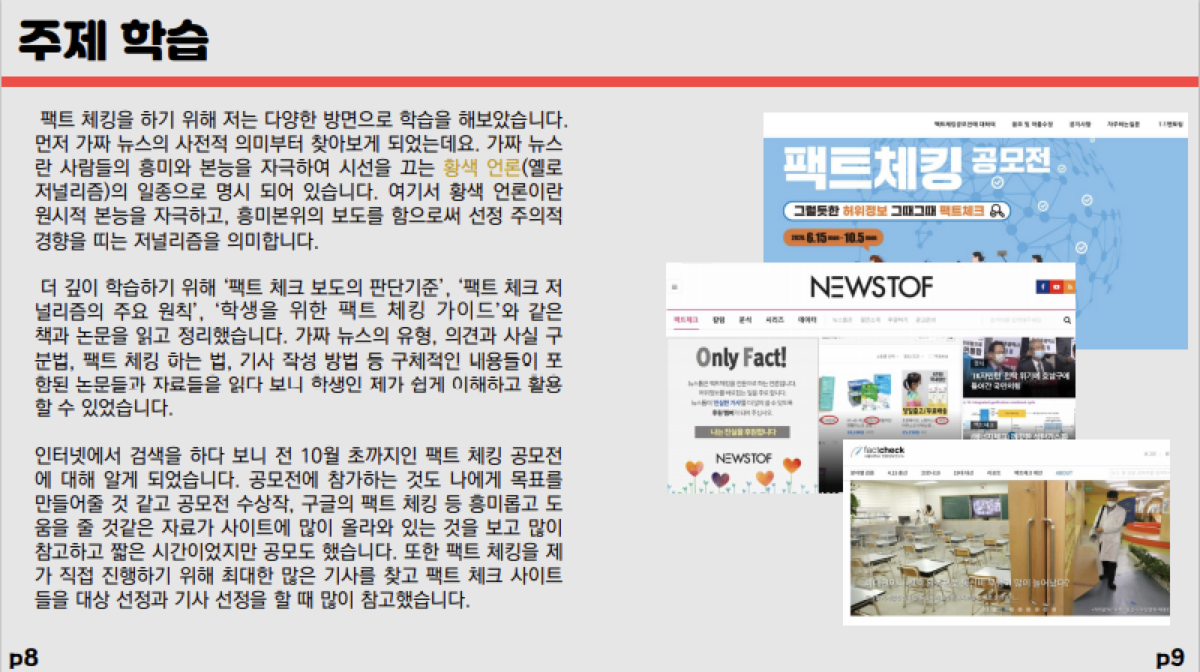 주제 학습
팩트 체킹을 하기 위해 저는 다양한 방면으로 학습을 해보았습니다.
먼저 가짜 뉴스의 사전적 의미부터 찾아보게 되었는데요. 가짜 뉴스
란 사람들의 흥미와 본능을 자극하여 시선을 끄는 황색 언론(옐로
저널리즘)의 일종으로 명시 되어 있습니다. 여기서 황색 언론이란
원시적 본능을 자극하고, 흥미본위의 보도를 함으로써 선정 주의적
경향을 띠는 저널리즘을 의미합니다.
더 깊이 학습하기 위해 ‘팩트 체크 보도의 판단기준’, ‘팩트 체크 저
널리즘의 주요 원칙’, ‘학생을 위한 팩트 체킹 가이드’와 같은
책과 논문을 읽고 정리했습니다. 가짜 뉴스의 유형, 의견과 사실 구
분법, 팩트 체킹 하는 법, 기사 작성 방법 등 구체적인 내용들이 포
함된 논문들과 자료들을 읽다 보니 학생인 제가 쉽게 이해하고 활용
할 수 있었습니다.
인터넷에서 검색을 하다 보니 전 10월 초까지인 팩트 체킹 공모전
에 대해 알게 되었습니다. 공모전에 참가하는 것도 나에게 목표를
만들어줄 것 같고 공모전 수상작, 구글의 팩트 체킹 등 흥미롭고 도
움을 줄 것같은 자료가 사이트에 많이 올라와 있는 것을 보고 많이
참고하고 짧은 시간이었지만 공모도 했습니다. 또한 팩트 체킹을 제
가 직접 진행하기 위해 최대한 많은 기사를 찾고 팩트 체크 사이트
들을 대상 선정과 기사 선정을 할 때 많이 참고했습니다.
팩트체킹 공모전
그럴듯한 허위정보 그때그때 팩트체크
6.15 - 10.5
NEWSTOF
팩트체크 칼럼 분석 시리즈
Only Fact!
나는 진실을 후원합니다
NEWSTOF
factcheck
p8
p9